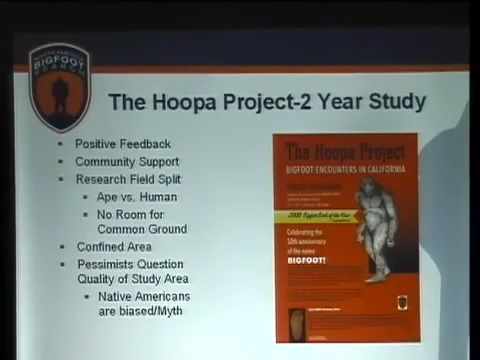 BIGFOOT
SEARCH
The Hoopa Project-2 Year Study
Positive Feedback
Community Support
Research Field Split
Ape vs. Human
No Room for
Common Ground
Confined Area
Pessimists Question
Quality of Study Area
Native Americans
are biased/Myth
The Hoopa Project
BIGFOOT ENCOUNTERS IN CALIFORNIA
Celebrating the
50th anniversary
of the name
BIGFOOT!